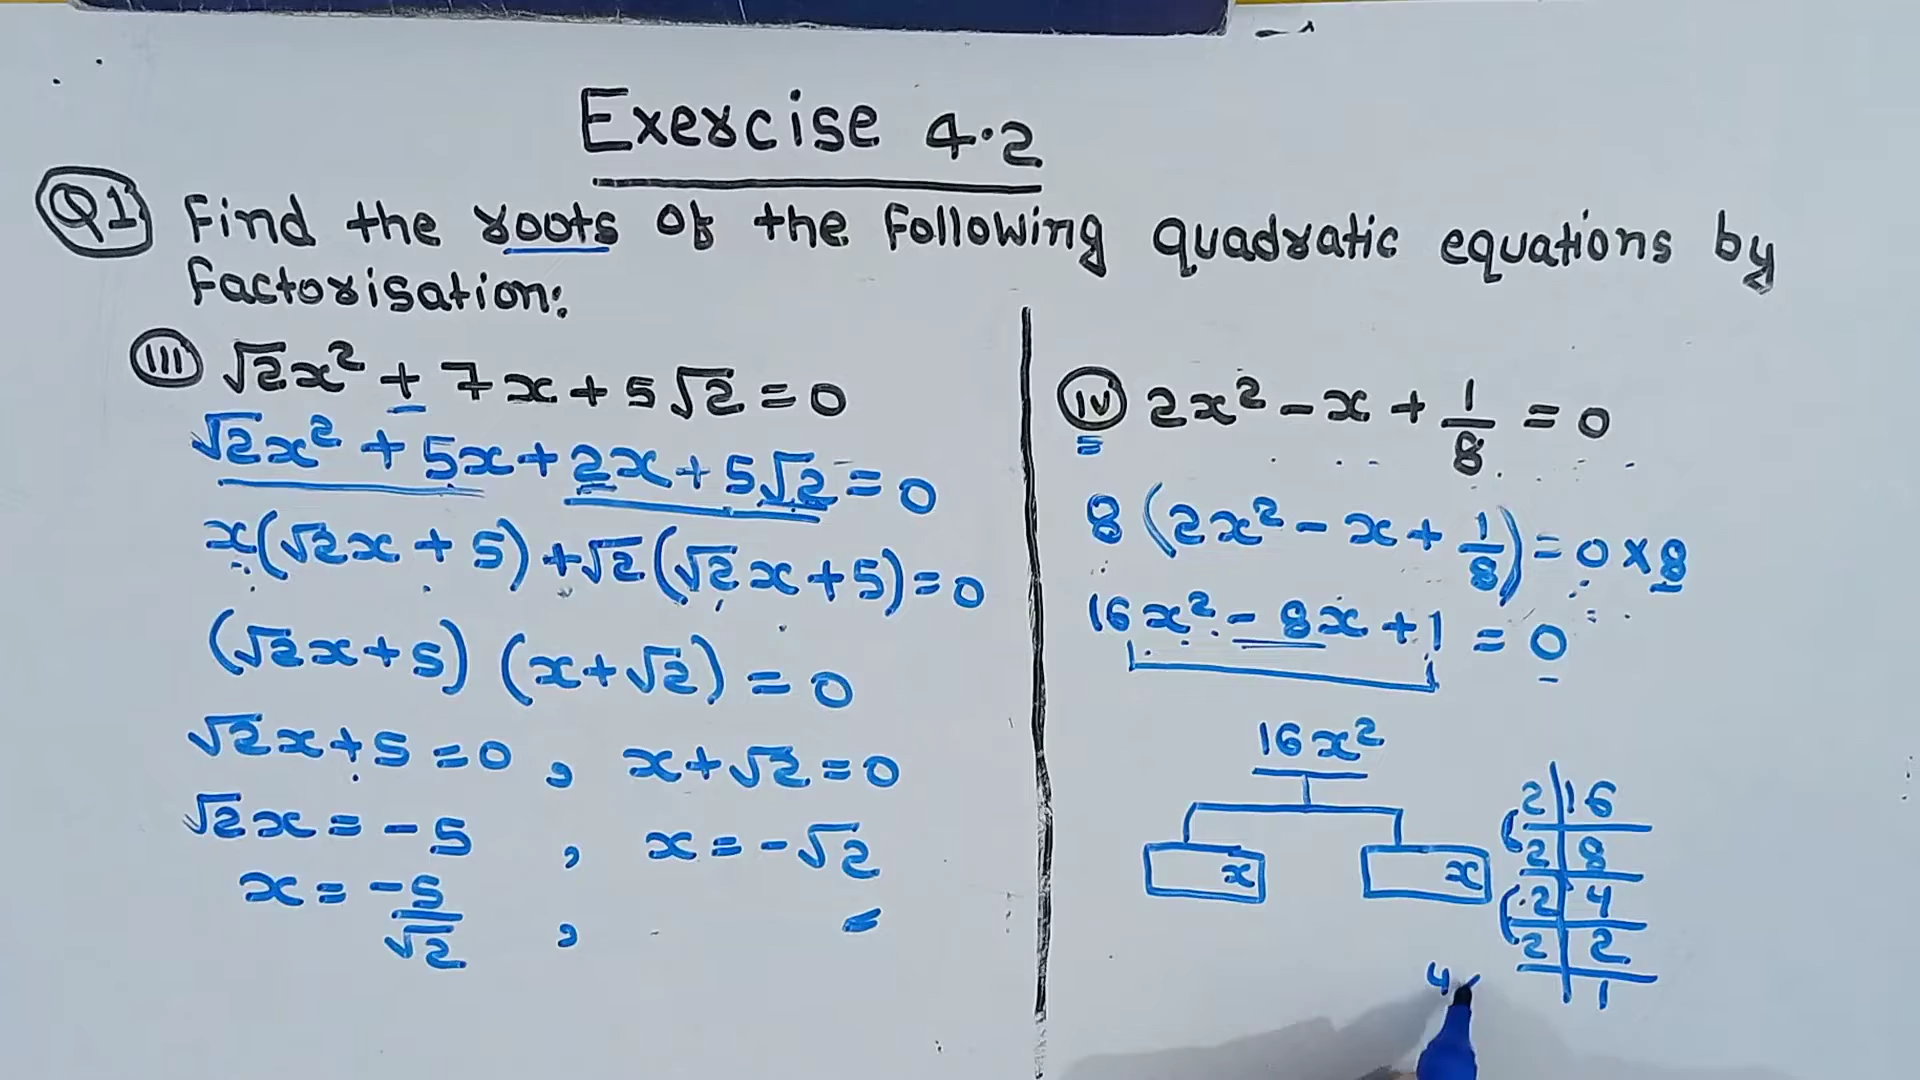 Exercise 4.2
Q1 Find the roots of the following quadratic equations by
factorisation:
III √2x² + 7x + 5√2 = 0
√2x² + 5x + 2x + 5√2 = 0
x(√2x + 5) + √2(√2x + 5) = 0
(√2x + 5) (x + √2) = 0
√2x + 5 = 0 , x + √2 = 0
√2x = -5 , x = -√2
x = -5/√2 ,
IV 2x² - x + 1/8 = 0
8 (2x² - x + 1/8) = 0 × 8
16x² - 8x + 1 = 0
16x²
x x
2 | 16
2 | 8
2 | 4
2 | 2
| 1
4